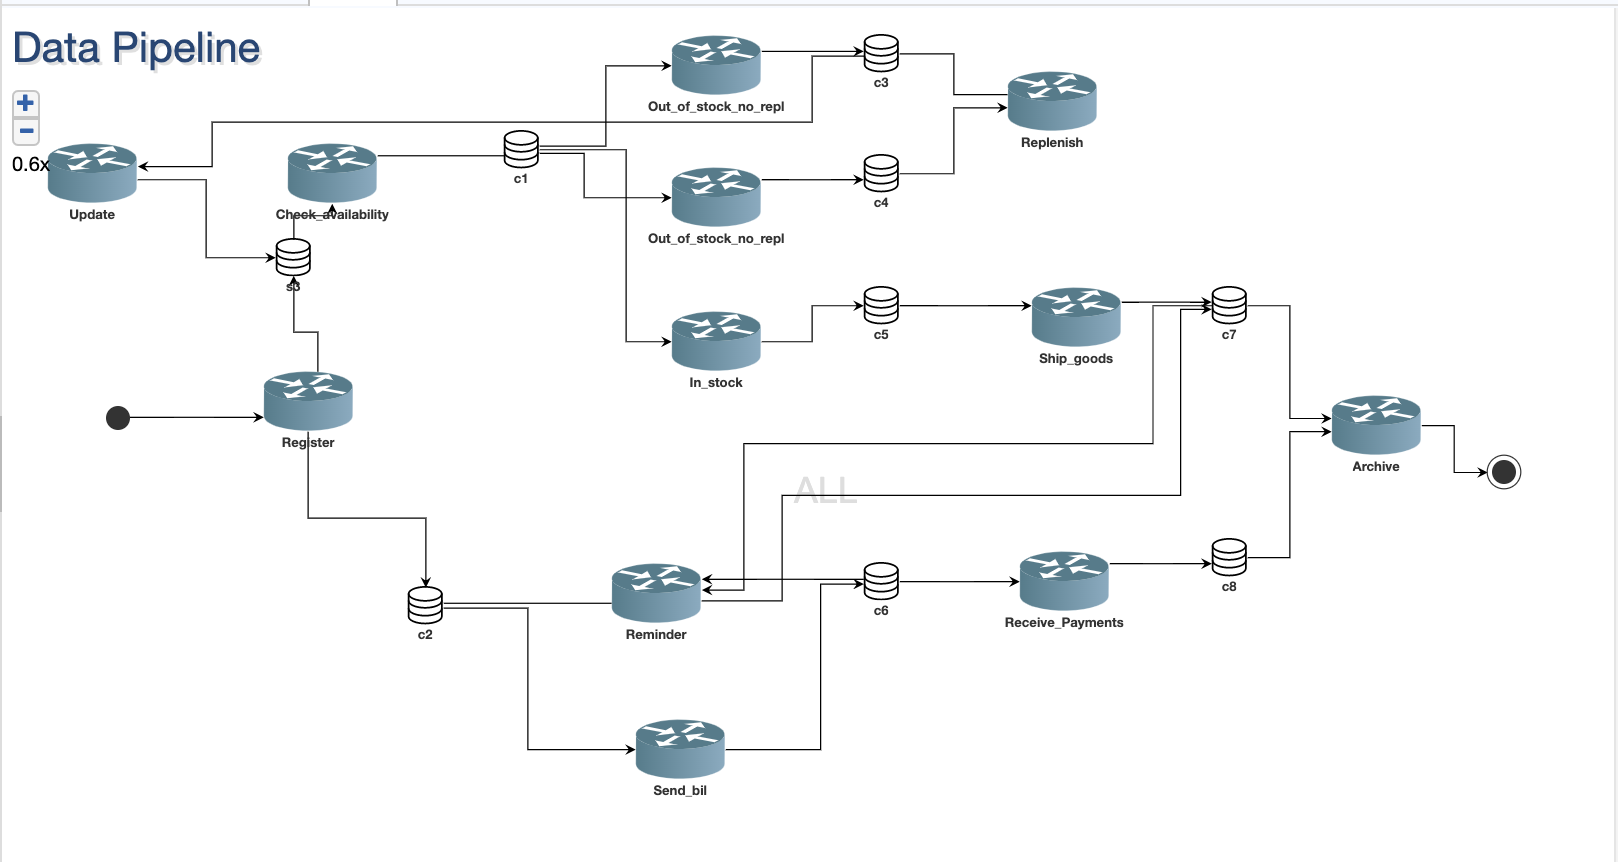 Data Pipeline
+
−
0.6x
Out_of_stock_no_repl
c3
Replenish
Update
Check_availability
c1
Out_of_stock_no_repl
c4
s3
In_stock
c5
Ship_goods
c7
Register
Archive
ALL
c2
Reminder
c6
Receive_Payments
c8
Send_bil